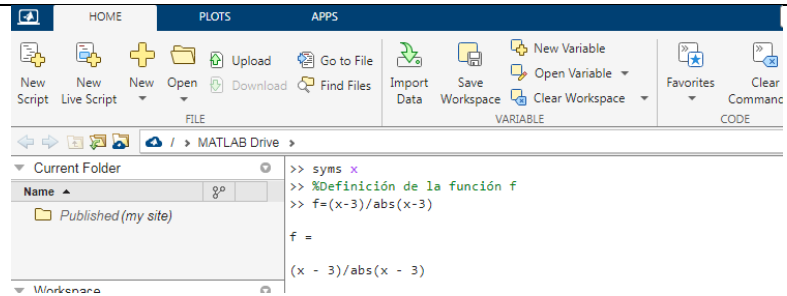 HOME PLOTS APPS
New Script
New Live Script
New
Open
Upload
Download
Go to File
Find Files
Import Data
Save Workspace
New Variable
Open Variable
Clear Workspace
Favorites
Clear
FILE VARIABLE CODE
/ > MATLAB Drive >
Current Folder
Name
Published (my site)
Workspace
>> syms x
>> %Definición de la función f
>> f=(x-3)/abs(x-3)
f =
(x - 3)/abs(x - 3)